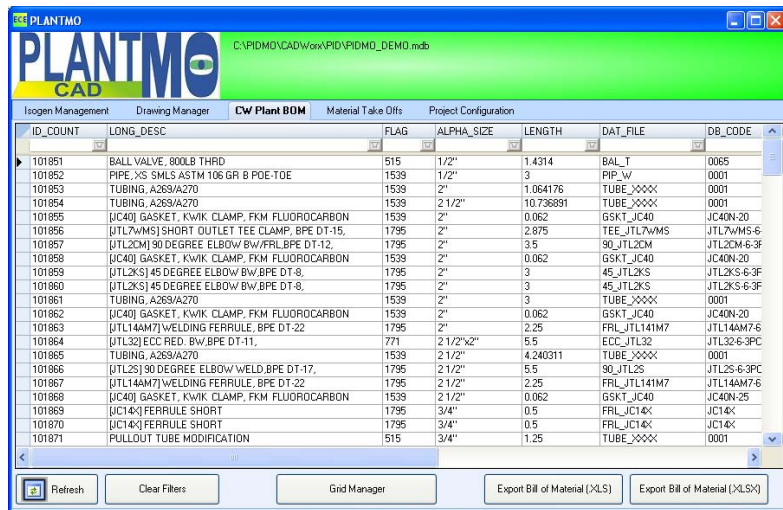 ECE PLANTMO
PLANTMO
CAD
C:\PIDMO\CADWorx\PID\PIDMO_DEMO.mdb
Isogen Management Drawing Manager CW Plant BOM Material Take Offs Project Configuration
ID_COUNT LONG_DESC FLAG ALPHA_SIZE LENGTH DAT_FILE DB_CODE
101851 BALL VALVE, 800LB THRD 515 1/2" 1.4314 BAL_T 0065
101852 PIPE, XS SMLS ASTM 106 GR B POE-TOE 1539 1/2" 3 PIP_W 0001
101853 TUBING, A269/A270 1539 2" 1.064176 TUBE_XXXX 0001
101854 TUBING, A269/A270 1539 2 1/2" 10.736891 TUBE_XXXX 0001
101855 [JC40] GASKET, KWIK CLAMP, FKM FLUOROCARBON 1539 2" 0.062 GSKT_JC40 JC40N-20
101856 [JTL7WMS] SHORT OUTLET TEE CLAMP, BPE DT-15, 1795 2" 2.875 TEE_JTL7WMS JTL7WMS-6-
101857 [JTL2CM] 90 DEGREE ELBOW BW/FRL,BPE DT-12, 1795 2" 3.5 90_JTL2CM JTL2CM-6-3F
101858 [JC40] GASKET, KWIK CLAMP, FKM FLUOROCARBON 1539 2" 0.062 GSKT_JC40 JC40N-20
101859 [JTL2KS] 45 DEGREE ELBOW BW,BPE DT-8, 1795 2" 3 45_JTL2KS JTL2KS-6-3F
101860 [JTL2KS] 45 DEGREE ELBOW BW,BPE DT-8, 1795 2" 3 45_JTL2KS JTL2KS-6-3F
101861 TUBING, A269/A270 1539 2" 3 TUBE_XXXX 0001
101862 [JC40] GASKET, KWIK CLAMP, FKM FLUOROCARBON 1539 2" 0.062 GSKT_JC40 JC40N-20
101863 [JTL14AM7] WELDING FERRULE, BPE DT-22 1795 2" 2.25 FRL_JTL141M7 JTL14AM7-6
101864 [JTL32] ECC RED. BW,BPE DT-11, 771 2 1/2"x2" 5.5 ECC_JTL32 JTL32-6-3PC
101865 TUBING, A269/A270 1539 2 1/2" 4.240311 TUBE_XXXX 0001
101866 [JTL2S] 90 DEGREE ELBOW WELD,BPE DT-17, 1795 2 1/2" 5.5 90_JTL2S JTL2S-6-3PC
101867 [JTL14AM7] WELDING FERRULE, BPE DT-22 1795 2 1/2" 2.25 FRL_JTL141M7 JTL14AM7-6
101868 [JC40] GASKET, KWIK CLAMP, FKM FLUOROCARBON 1539 2 1/2" 0.062 GSKT_JC40 JC40N-25
101869 [JC14X] FERRULE SHORT 1795 3/4" 0.5 FRL_JC14X JC14X
101870 [JC14X] FERRULE SHORT 1795 3/4" 0.5 FRL_JC14X JC14X
101871 PULLOUT TUBE MODIFICATION 515 3/4" 1.25 TUBE_XXXX 0001
Refresh Clear Filters Grid Manager Export Bill of Material (.XLS) Export Bill of Material (.XLSX)